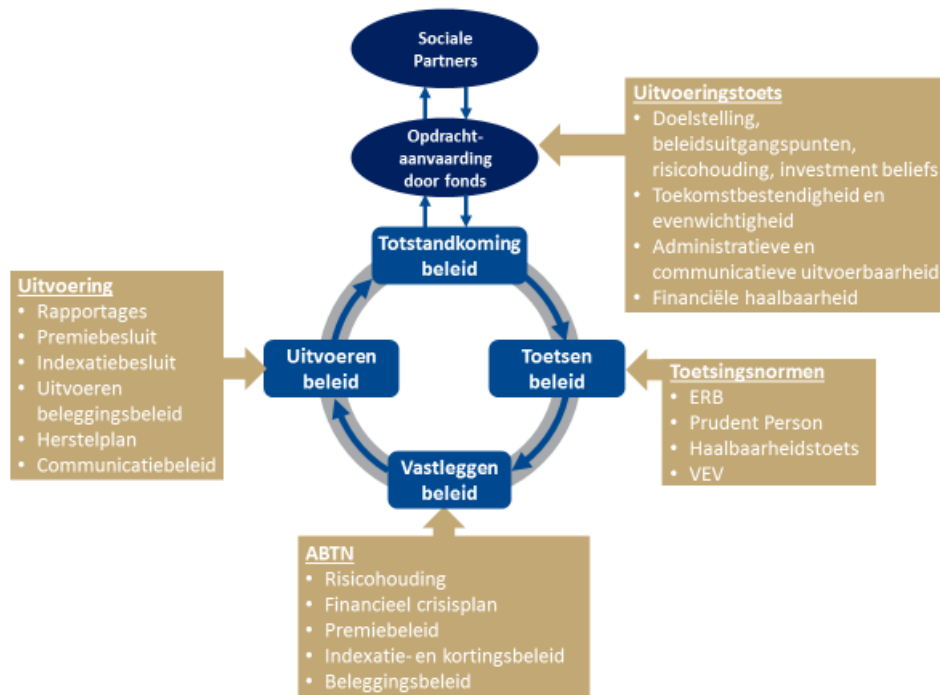 Sociale
Partners
Opdracht-
aanvaarding
door fonds
Uitvoeringstoets
• Doelstelling,
beleidsuitgangspunten,
risicohouding, investment beliefs
• Toekomstbestendigheid en
evenwichtigheid
• Administratieve en
communicatieve uitvoerbaarheid
• Financiële haalbaarheid
Totstandkoming
beleid
Uitvoering
• Rapportages
• Premiebesluit
• Indexatiebesluit
• Uitvoeren
beleggingsbeleid
• Herstelplan
• Communicatiebeleid
Uitvoeren
beleid
Toetsen
beleid
Toetsingsnormen
• ERB
• Prudent Person
• Haalbaarheidstoets
• VEV
Vastleggen
beleid
ABTN
• Risicohouding
• Financieel crisisplan
• Premiebeleid
• Indexatie- en kortingsbeleid
• Beleggingsbeleid